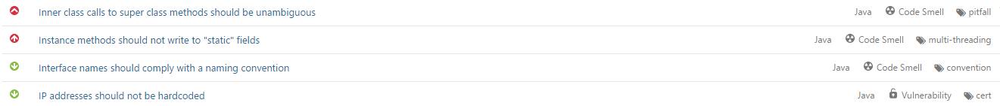 Inner class calls to super class methods should be unambiguous Java Code Smell pitfall
Instance methods should not write to "static" fields Java Code Smell multi-threading
Interface names should comply with a naming convention Java Code Smell convention
IP addresses should not be hardcoded Java Vulnerability cert